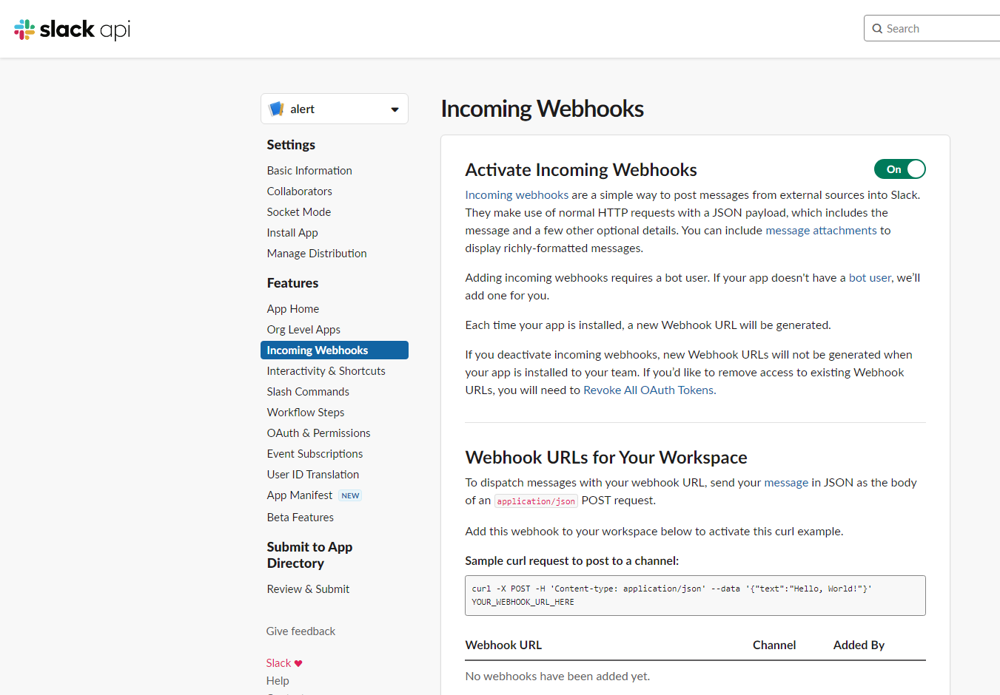 slack api
Search
alert
Settings
Basic Information
Collaborators
Socket Mode
Install App
Manage Distribution
Features
App Home
Org Level Apps
Incoming Webhooks
Interactivity & Shortcuts
Slash Commands
Workflow Steps
OAuth & Permissions
Event Subscriptions
User ID Translation
App Manifest NEW
Beta Features
Submit to App
Directory
Review & Submit
Give feedback
Slack ♥
Help
Incoming Webhooks
Activate Incoming Webhooks
On
Incoming webhooks are a simple way to post messages from external sources into Slack.
They make use of normal HTTP requests with a JSON payload, which includes the
message and a few other optional details. You can include message attachments to
display richly-formatted messages.
Adding incoming webhooks requires a bot user. If your app doesn't have a bot user, we’ll
add one for you.
Each time your app is installed, a new Webhook URL will be generated.
If you deactivate incoming webhooks, new Webhook URLs will not be generated when
your app is installed to your team. If you’d like to remove access to existing Webhook
URLs, you will need to Revoke All OAuth Tokens.
Webhook URLs for Your Workspace
To dispatch messages with your webhook URL, send your message in JSON as the body
of an application/json POST request.
Add this webhook to your workspace below to activate this curl example.
Sample curl request to post to a channel:
curl -X POST -H 'Content-type: application/json' --data '{"text":"Hello, World!"}'
YOUR_WEBHOOK_URL_HERE
Webhook URL Channel Added By
No webhooks have been added yet.